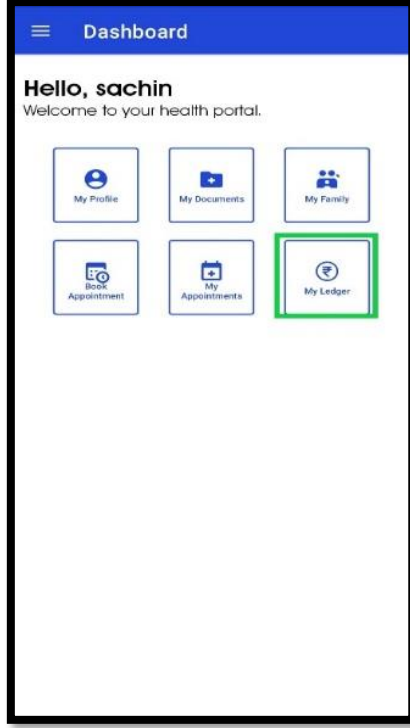 Dashboard
Hello, sachin
Welcome to your health portal.
My Profile
My Documents
My Family
Book
Appointment
My
Appointments
₹
My Ledger